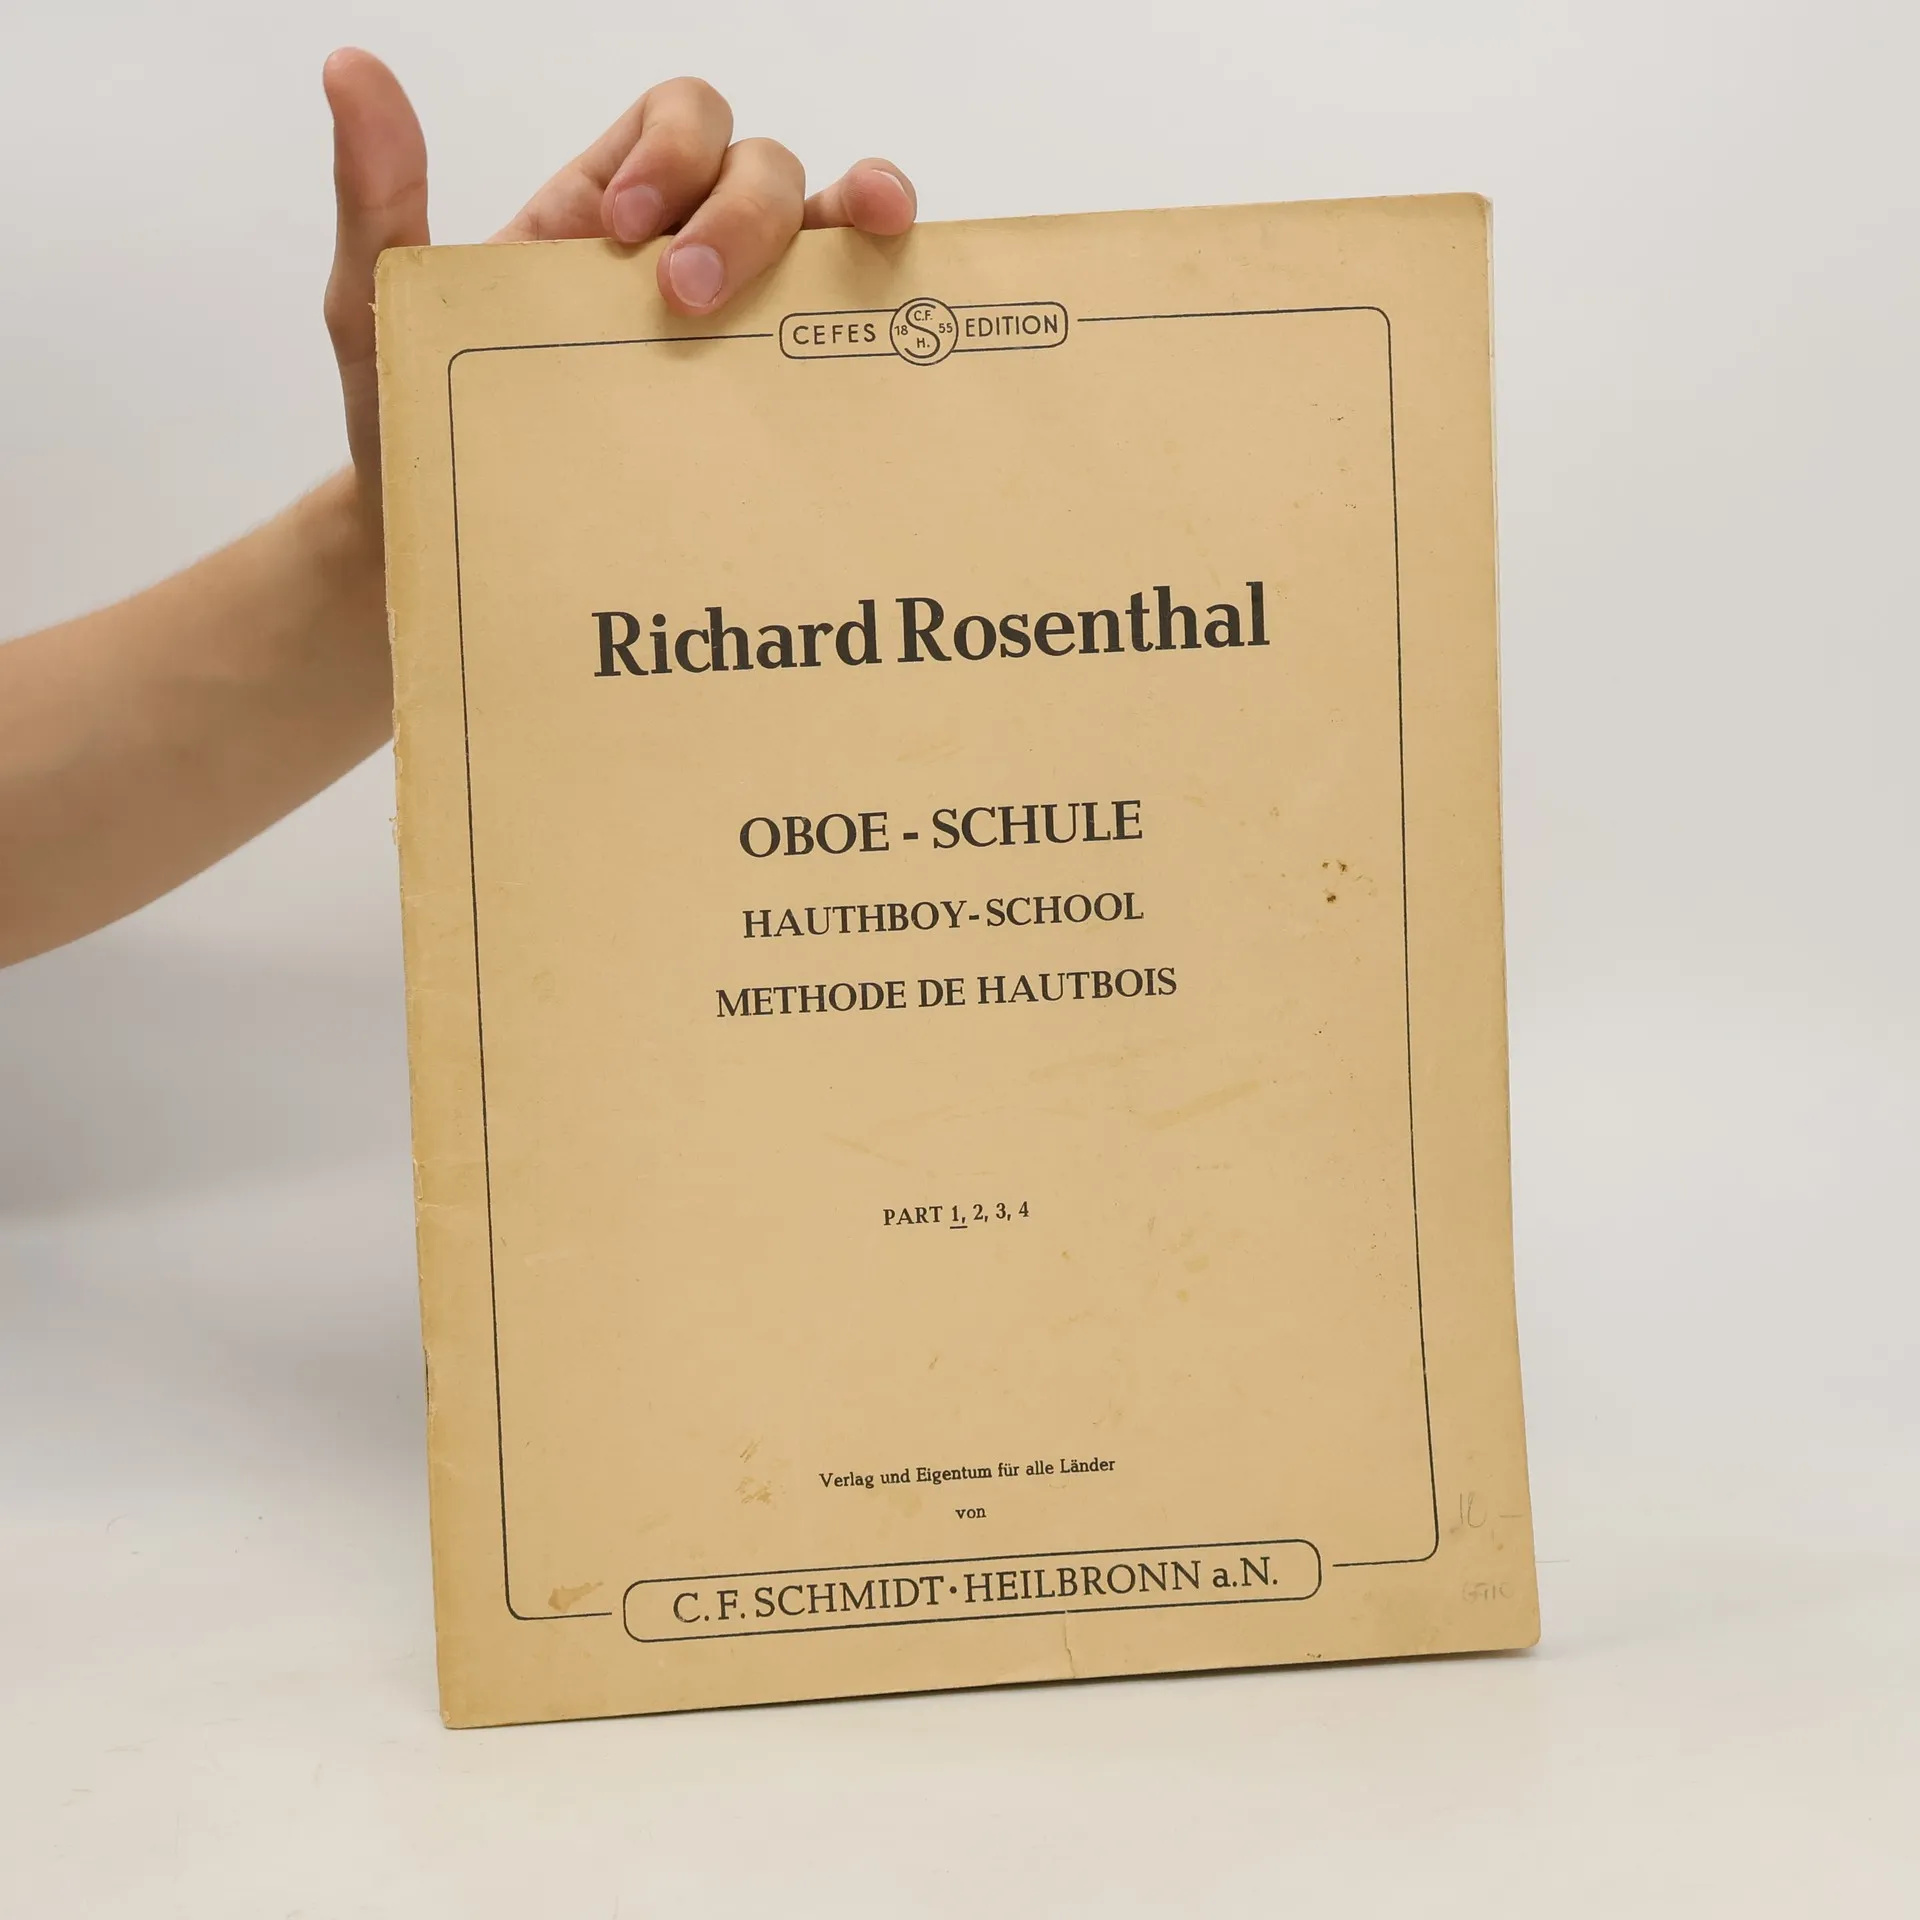 CEFES 18 C.F. S H. 55 EDITION
Richard Rosenthal
OBOE - SCHULE
HAUTHBOY-SCHOOL
METHODE DE HAUTBOIS
PART 1, 2, 3, 4
Verlag und Eigentum für alle Länder
von
C. F. SCHMIDT · HEILBRONN a.N.